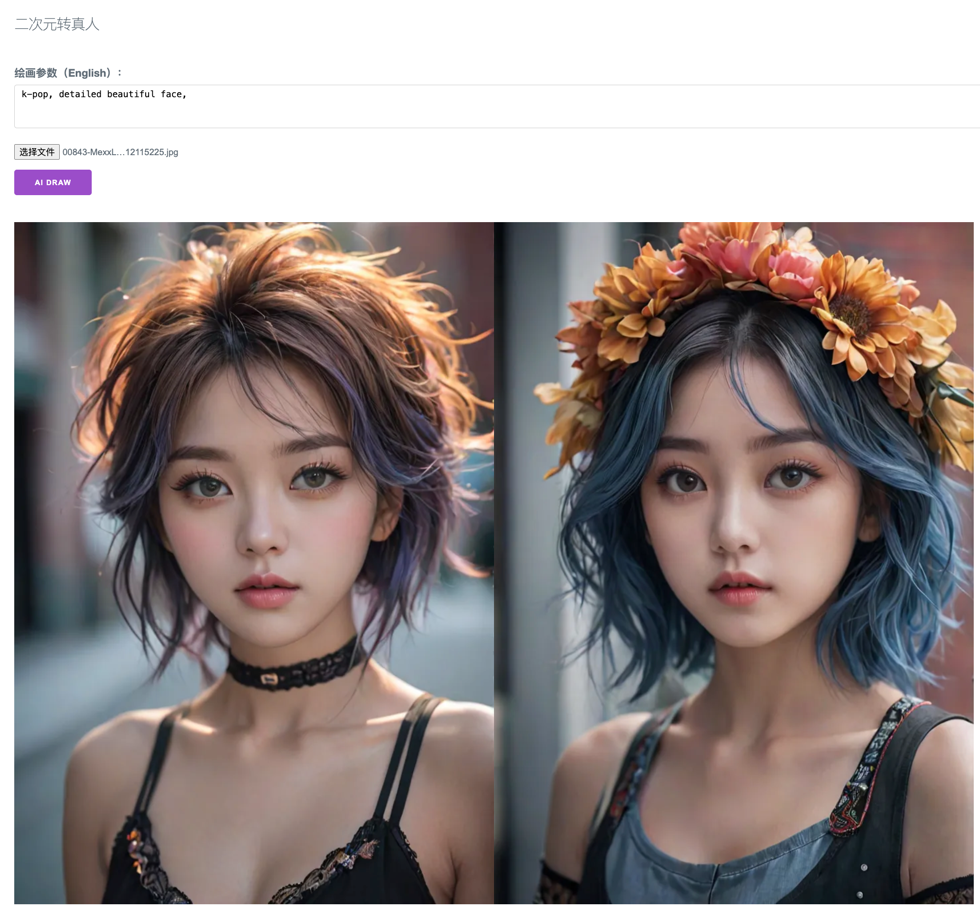 二次元转真人
绘画参数（English）：
k-pop, detailed beautiful face,
选择文件 00843-MexxL…12115225.jpg
AI DRAW